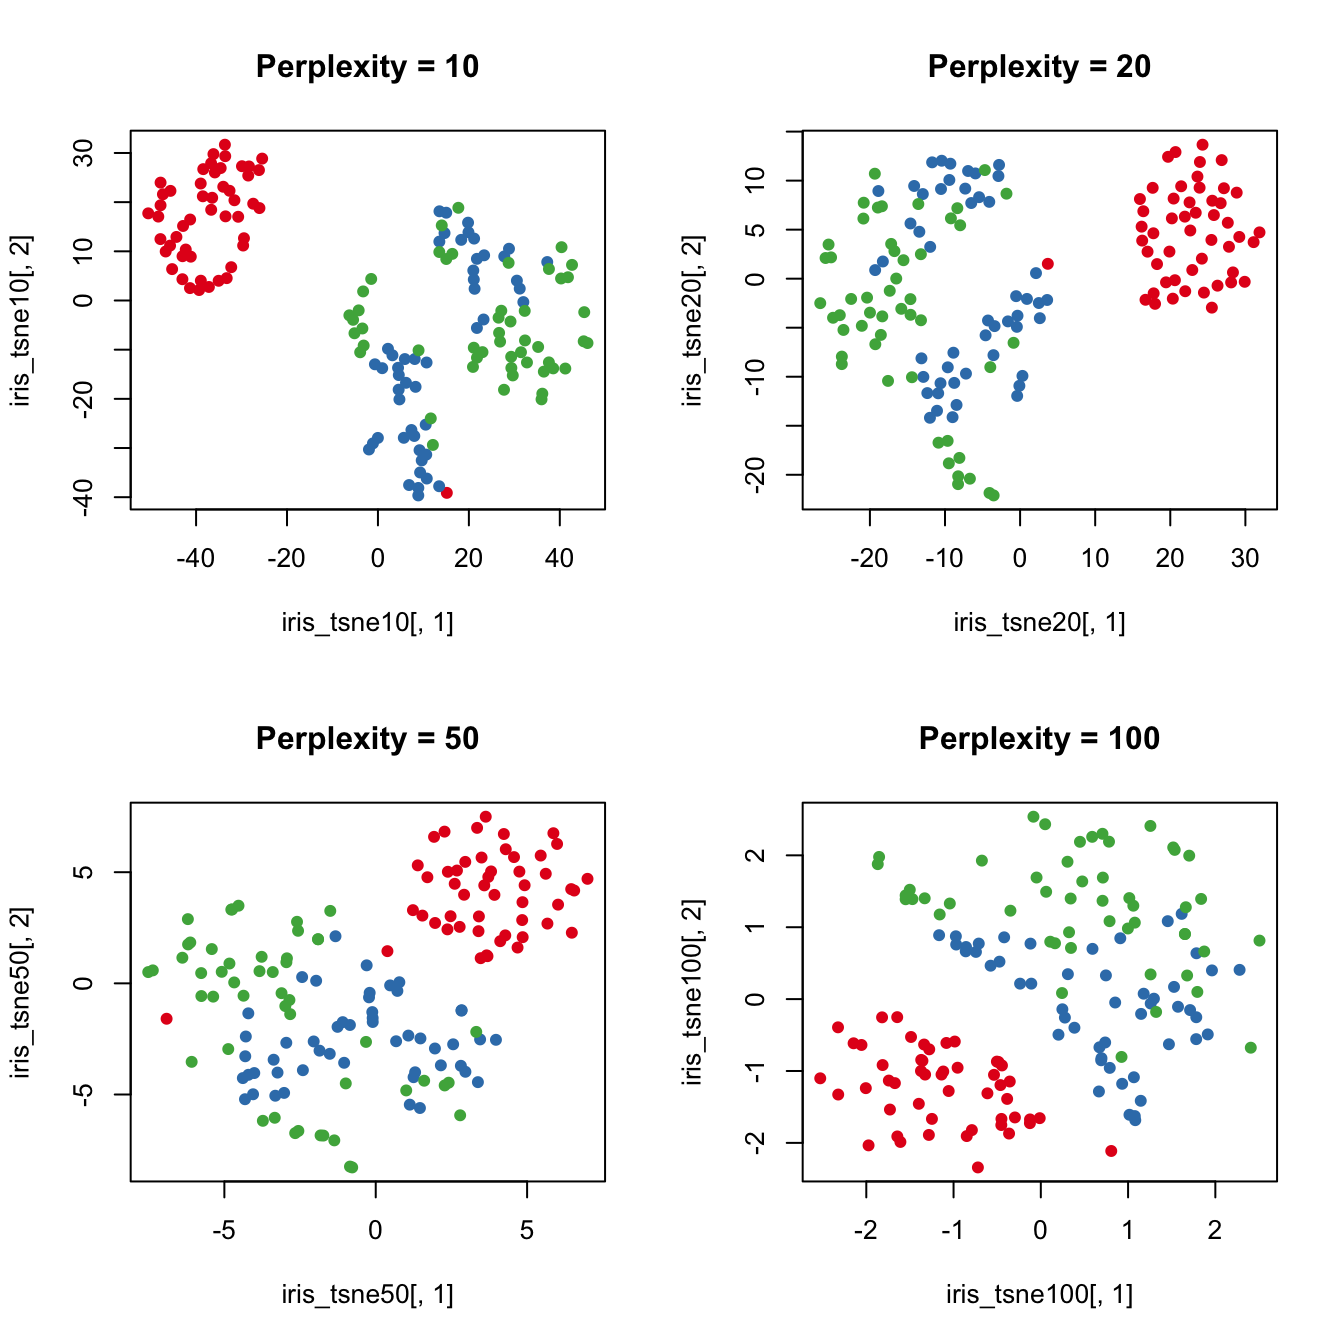 Perplexity = 10
30
10
0
-20
-40
iris_tsne10[, 2]
-40 -20 0 20 40
iris_tsne10[, 1]
Perplexity = 20
10
5
0
-10
-20
iris_tsne20[, 2]
-20 -10 0 10 20 30
iris_tsne20[, 1]
Perplexity = 50
5
0
-5
iris_tsne50[, 2]
-5 0 5
iris_tsne50[, 1]
Perplexity = 100
2
1
0
-1
-2
iris_tsne100[, 2]
-2 -1 0 1 2
iris_tsne100[, 1]